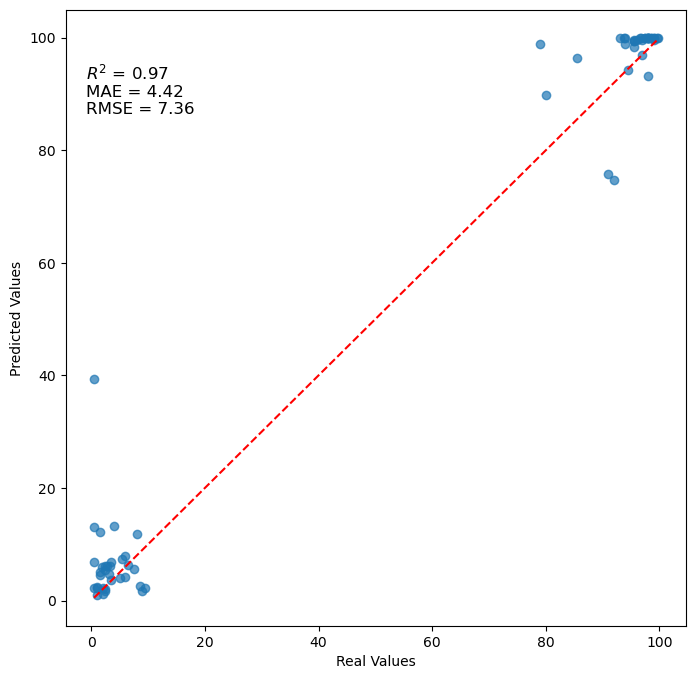 100
80
60
40
20
0
Predicted Values
R² = 0.97
MAE = 4.42
RMSE = 7.36
0 20 40 60 80 100
Real Values